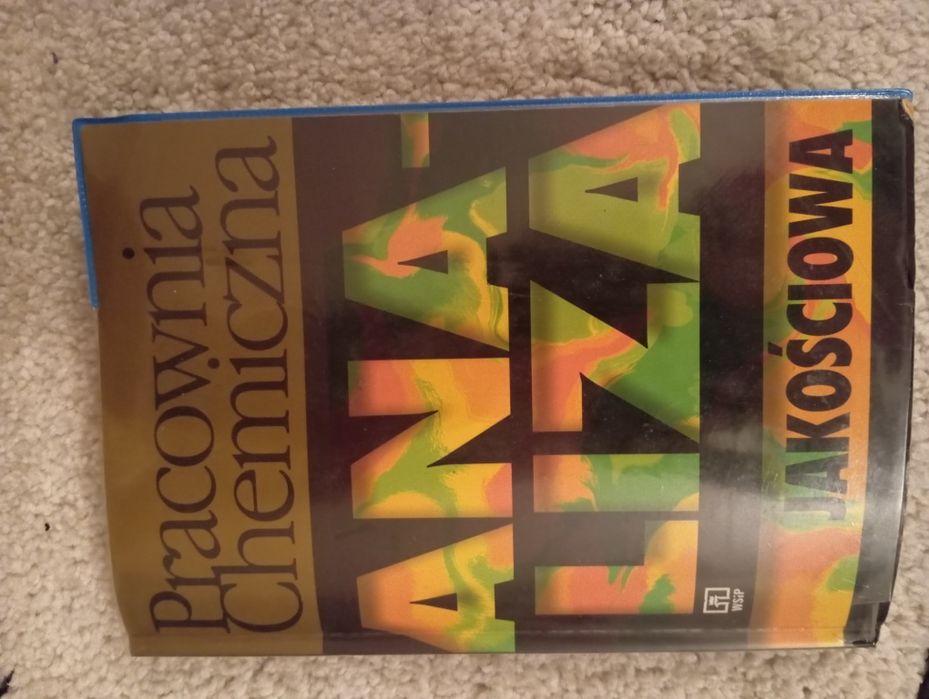 Pracownia
Chemiczna
ANA-
LIZA
WSiP
JAKOŚCIOWA